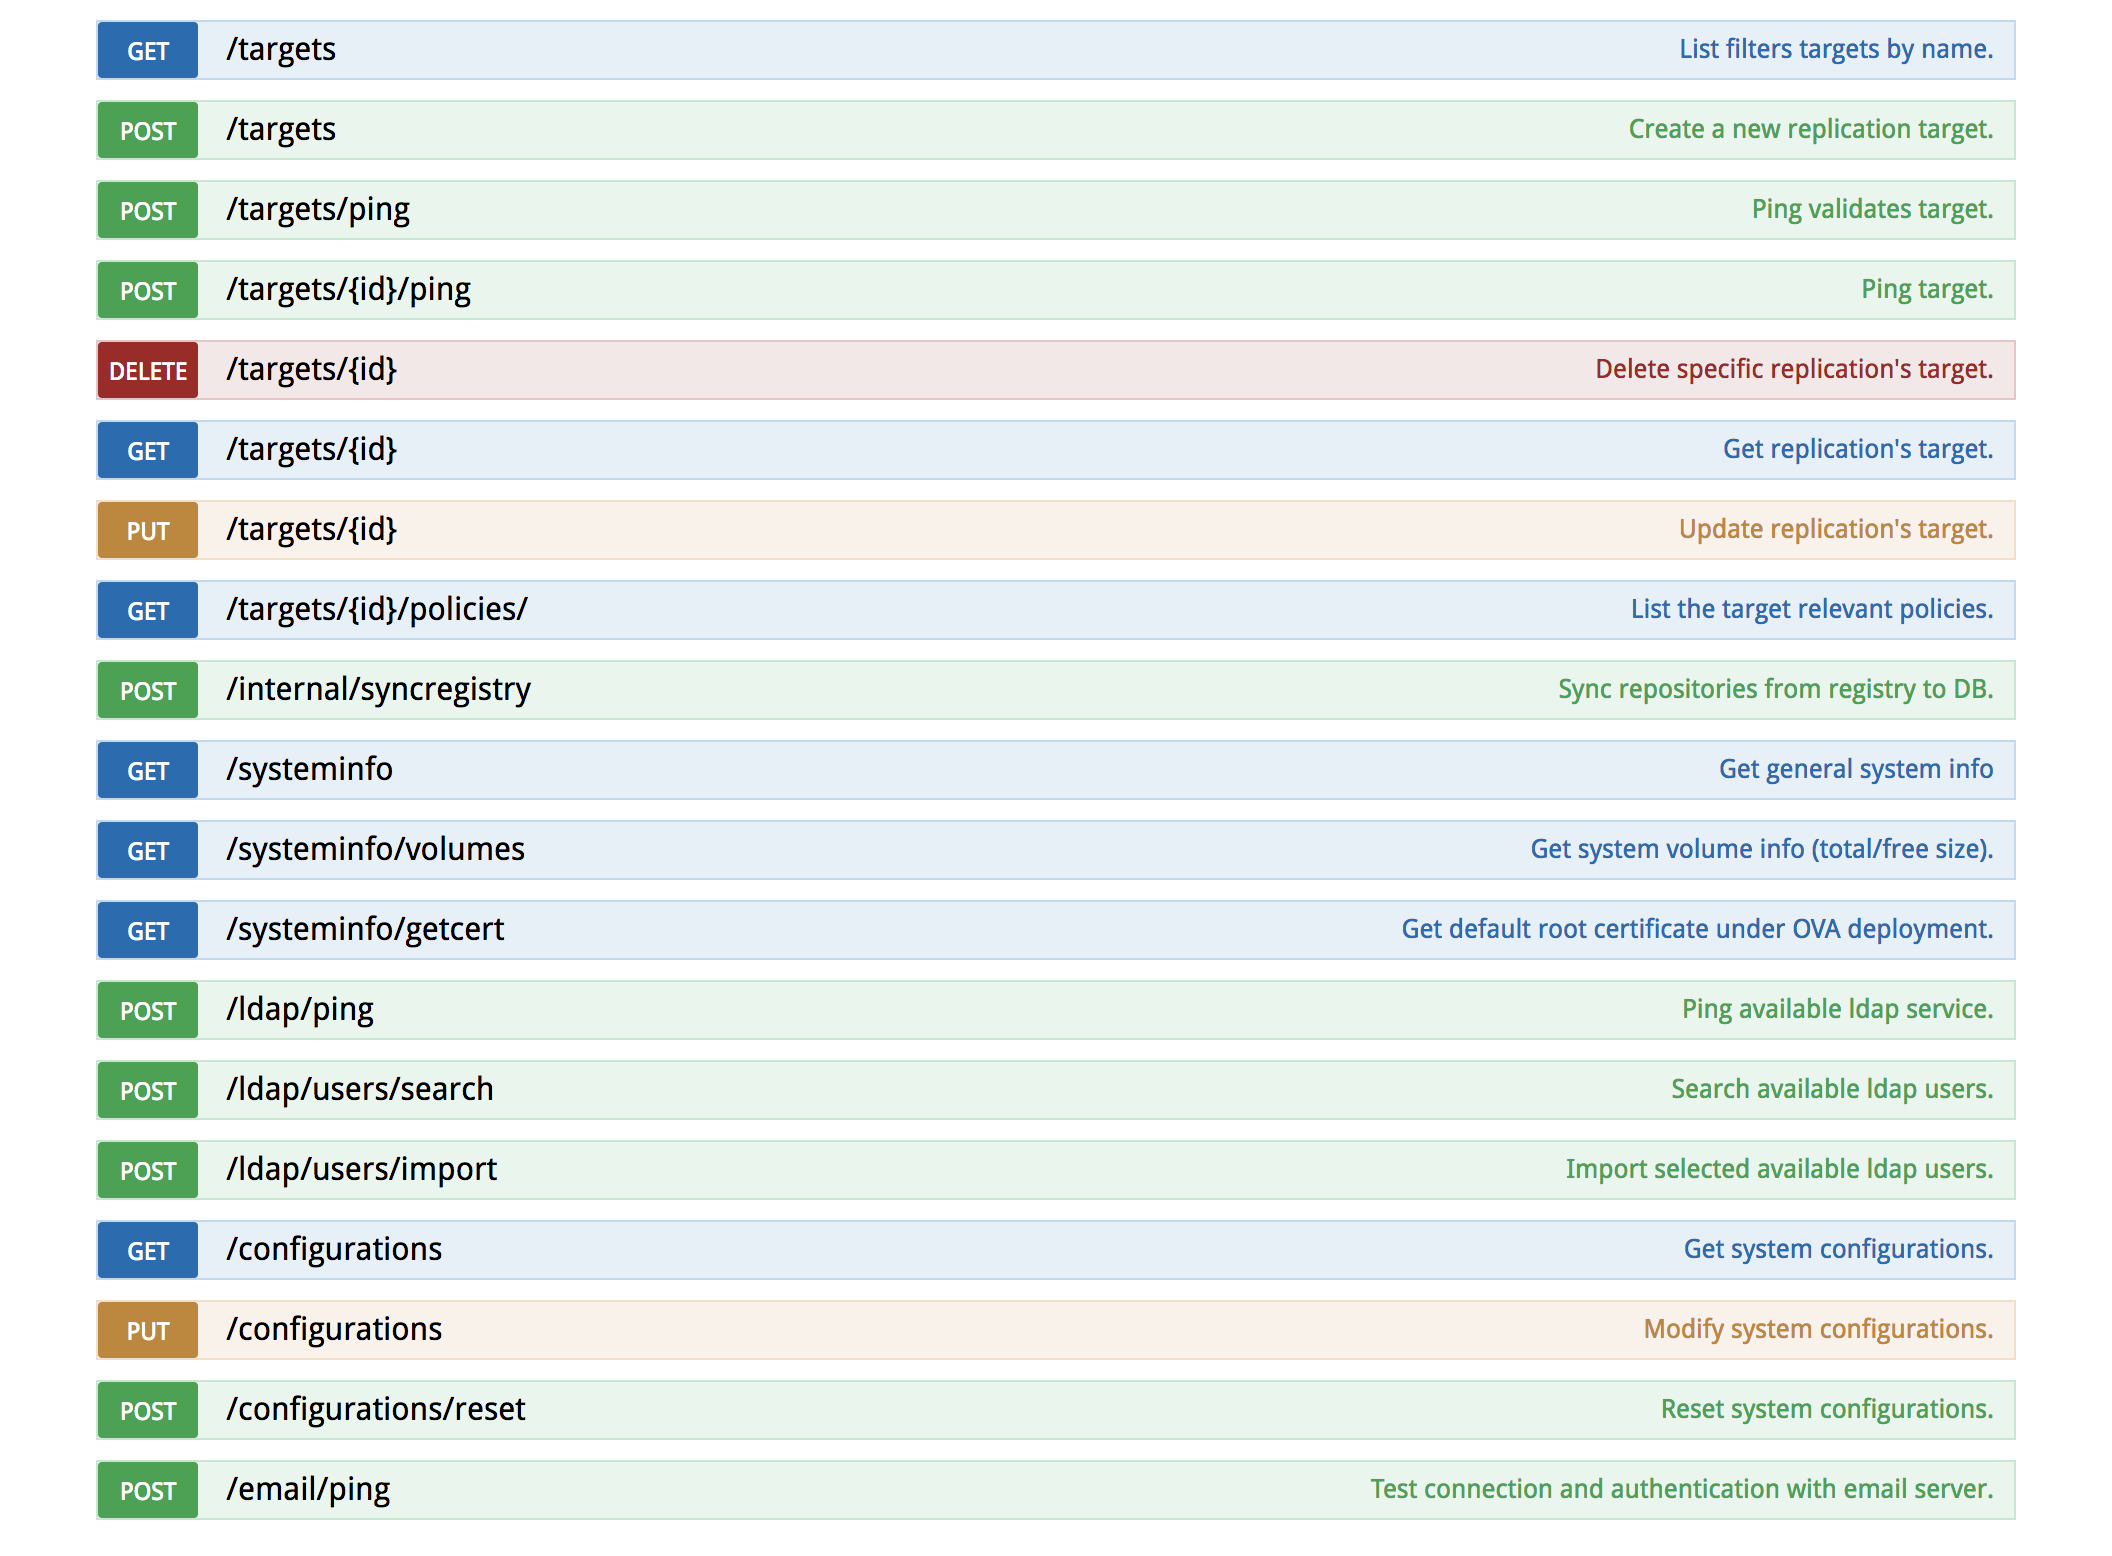 GET /targets List filters targets by name.
POST /targets Create a new replication target.
POST /targets/ping Ping validates target.
POST /targets/{id}/ping Ping target.
DELETE /targets/{id} Delete specific replication's target.
GET /targets/{id} Get replication's target.
PUT /targets/{id} Update replication's target.
GET /targets/{id}/policies/ List the target relevant policies.
POST /internal/syncregistry Sync repositories from registry to DB.
GET /systeminfo Get general system info
GET /systeminfo/volumes Get system volume info (total/free size).
GET /systeminfo/getcert Get default root certificate under OVA deployment.
POST /ldap/ping Ping available ldap service.
POST /ldap/users/search Search available ldap users.
POST /ldap/users/import Import selected available ldap users.
GET /configurations Get system configurations.
PUT /configurations Modify system configurations.
POST /configurations/reset Reset system configurations.
POST /email/ping Test connection and authentication with email server.